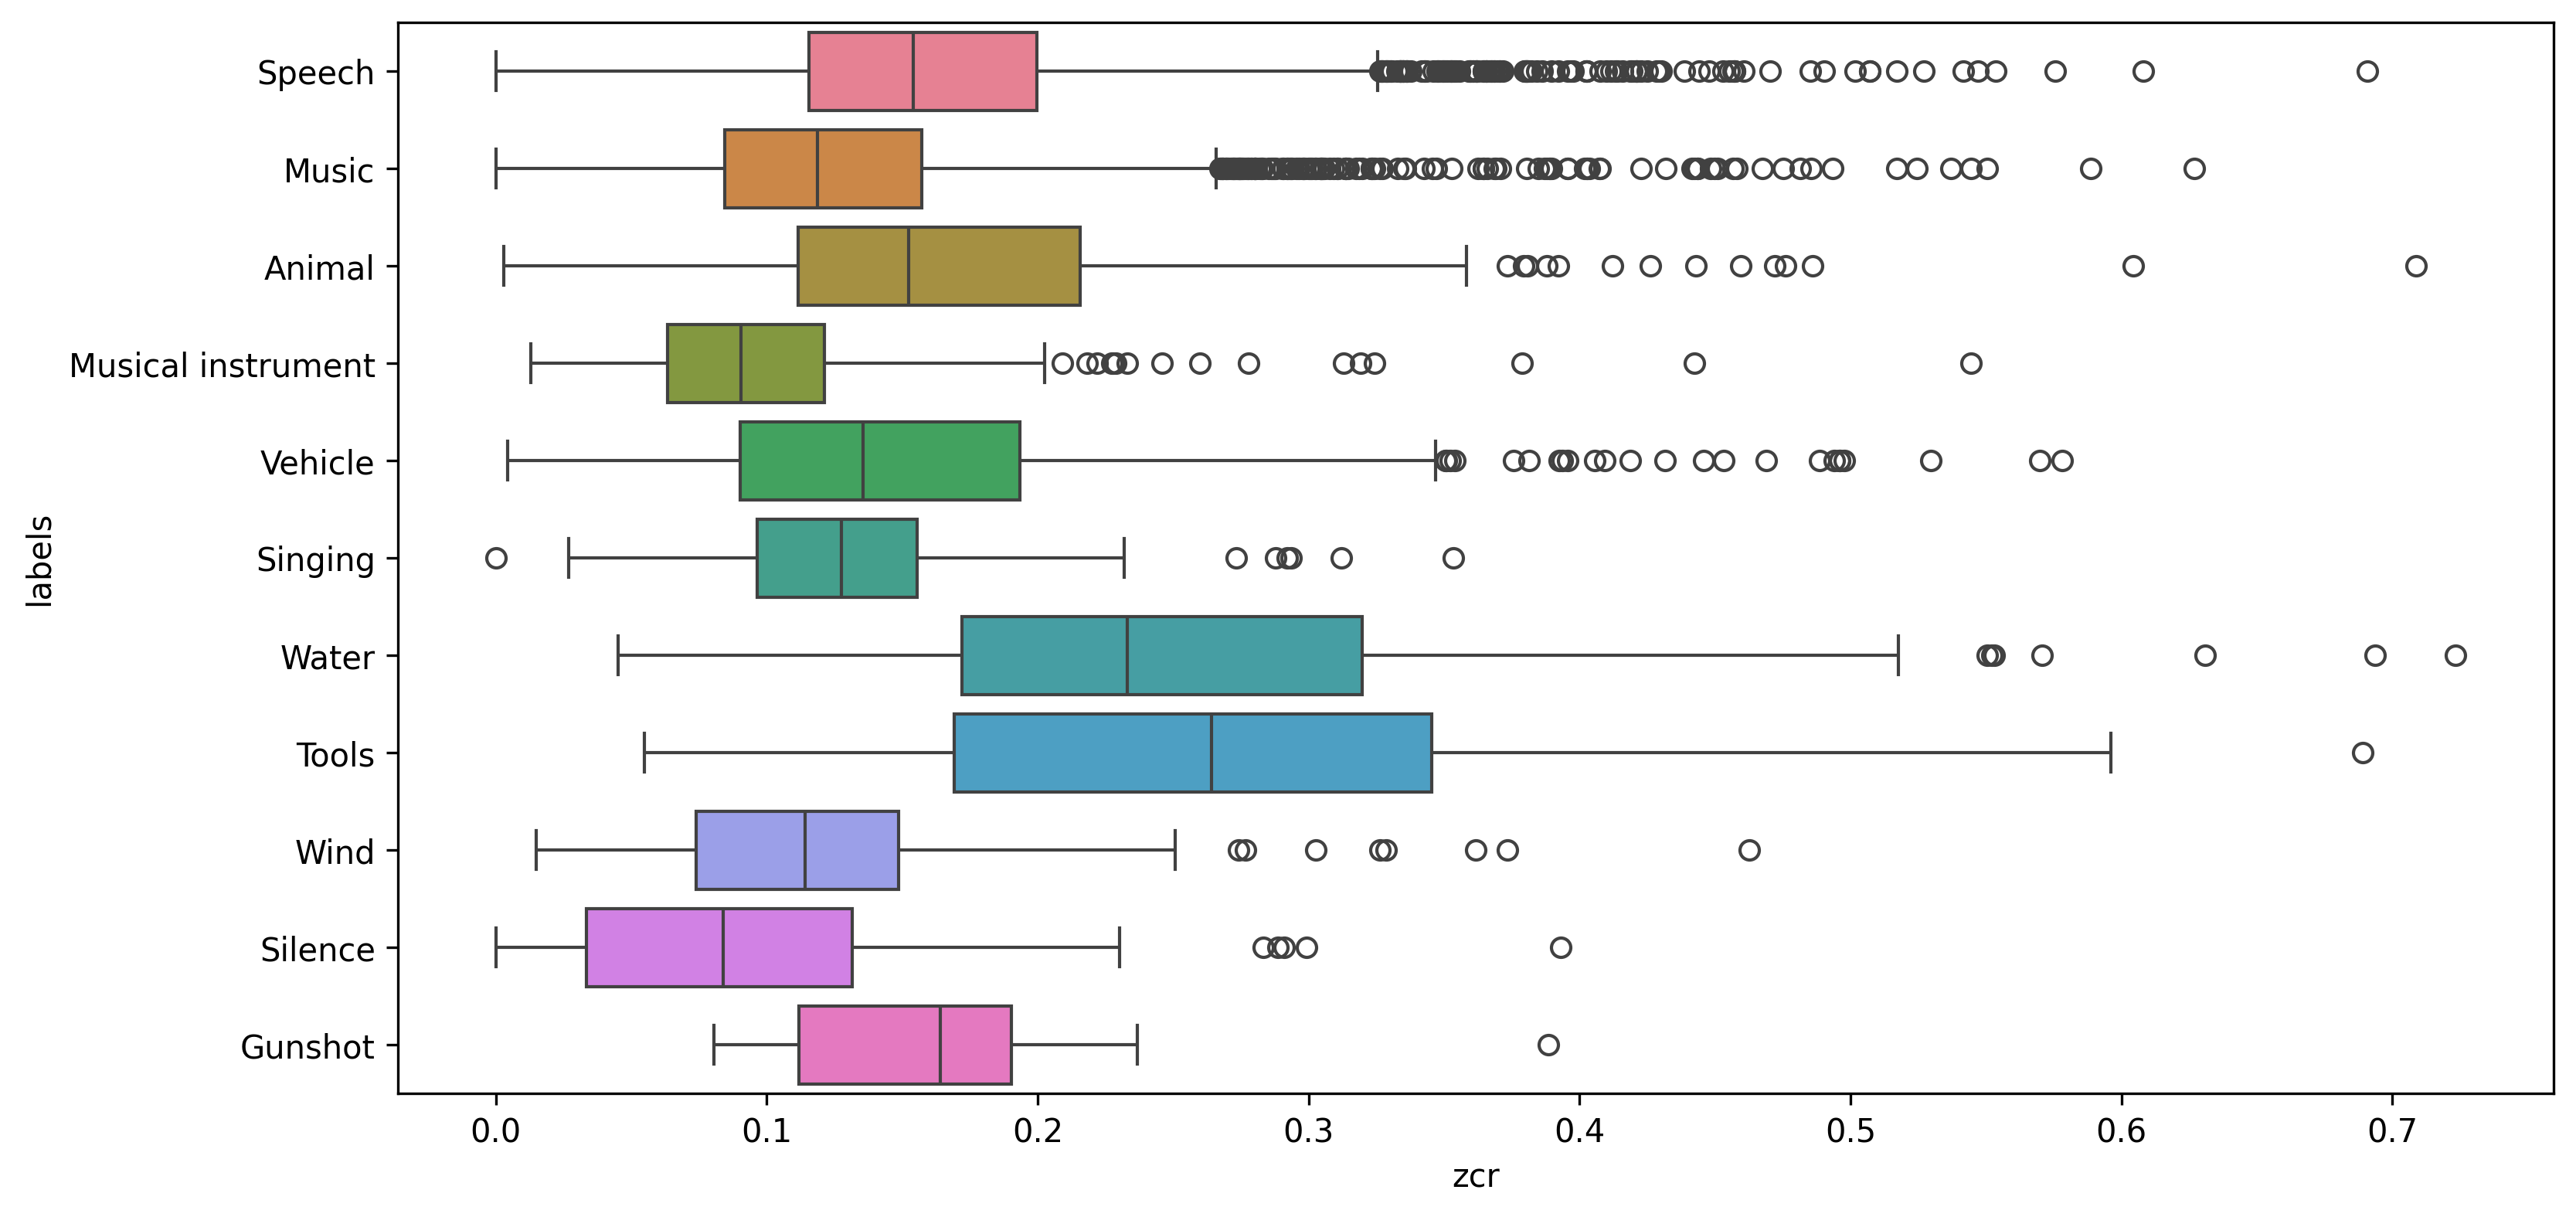 labels
Speech
Music
Animal
Musical instrument
Vehicle
Singing
Water
Tools
Wind
Silence
Gunshot
0.0 0.1 0.2 0.3 0.4 0.5 0.6 0.7
zcr